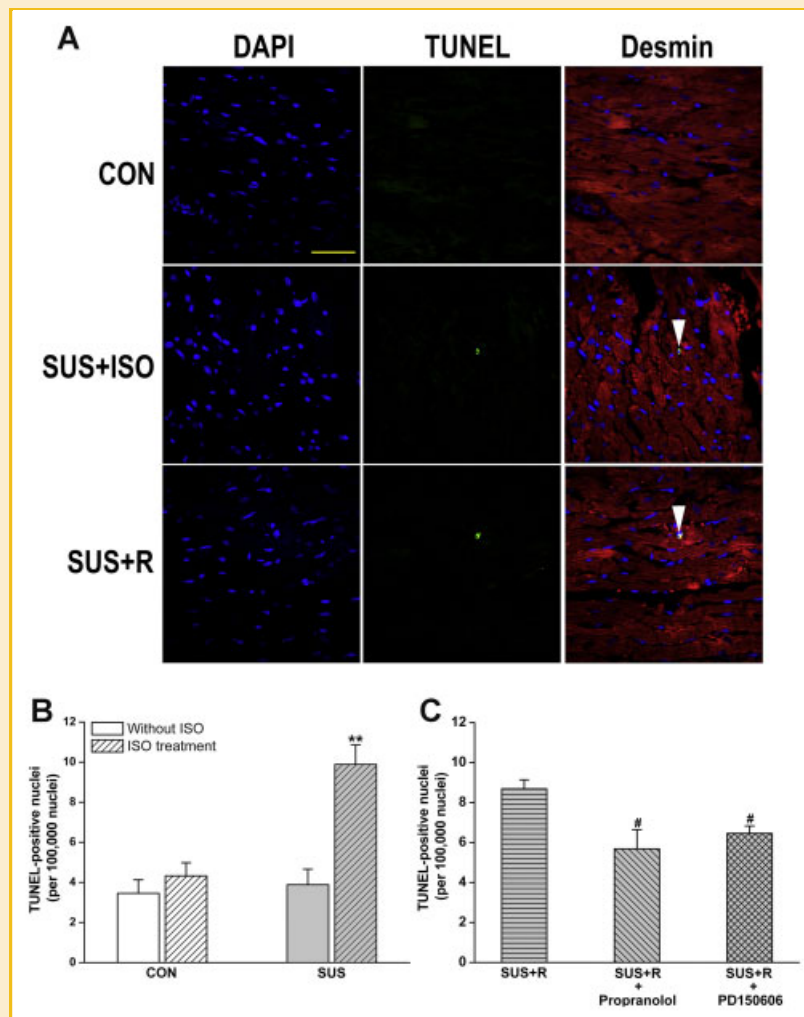 A
DAPI TUNEL Desmin
CON
SUS+ISO
SUS+R
B
Without ISO
ISO treatment
TUNEL-positive nuclei
(per 100,000 nuclei)
12
10
8
6
4
2
0
**
CON SUS
C
TUNEL-positive nuclei
(per 100,000 nuclei)
12
10
8
6
4
2
0
#
#
SUS+R SUS+R SUS+R
+ +
Propranolol PD150606